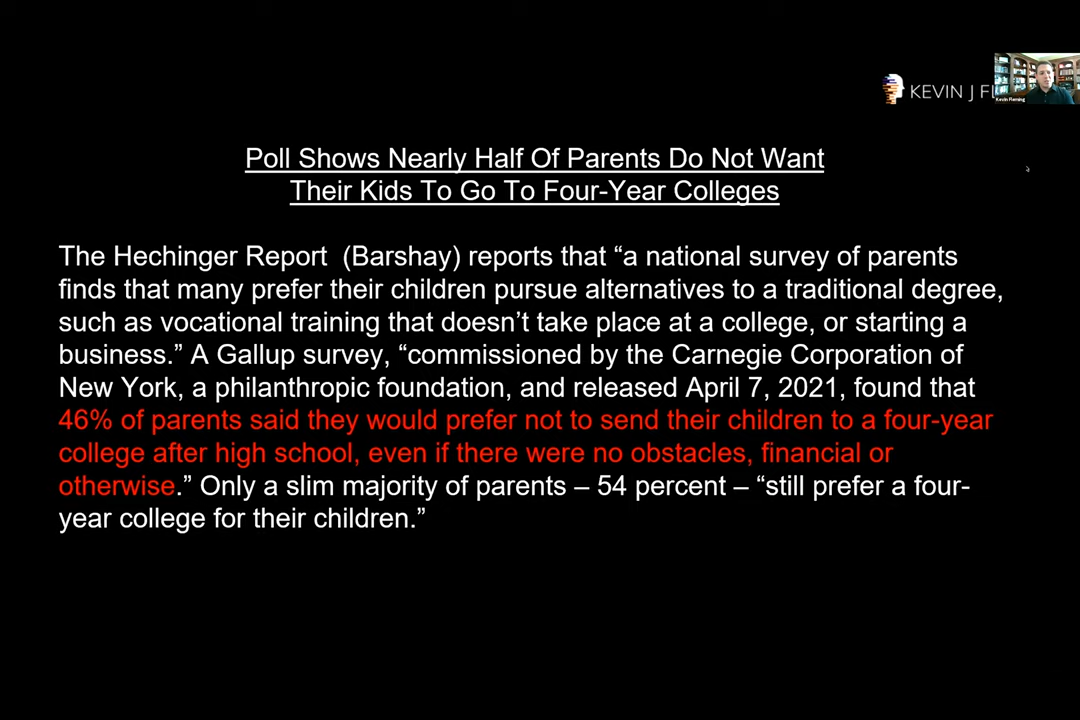 KEVIN J FL
Kevin Fleming
Poll Shows Nearly Half Of Parents Do Not Want
Their Kids To Go To Four-Year Colleges
The Hechinger Report  (Barshay) reports that “a national survey of parents
finds that many prefer their children pursue alternatives to a traditional degree,
such as vocational training that doesn’t take place at a college, or starting a
business.” A Gallup survey, “commissioned by the Carnegie Corporation of
New York, a philanthropic foundation, and released April 7, 2021, found that
46% of parents said they would prefer not to send their children to a four-year
college after high school, even if there were no obstacles, financial or
otherwise.” Only a slim majority of parents – 54 percent – “still prefer a four-
year college for their children.”